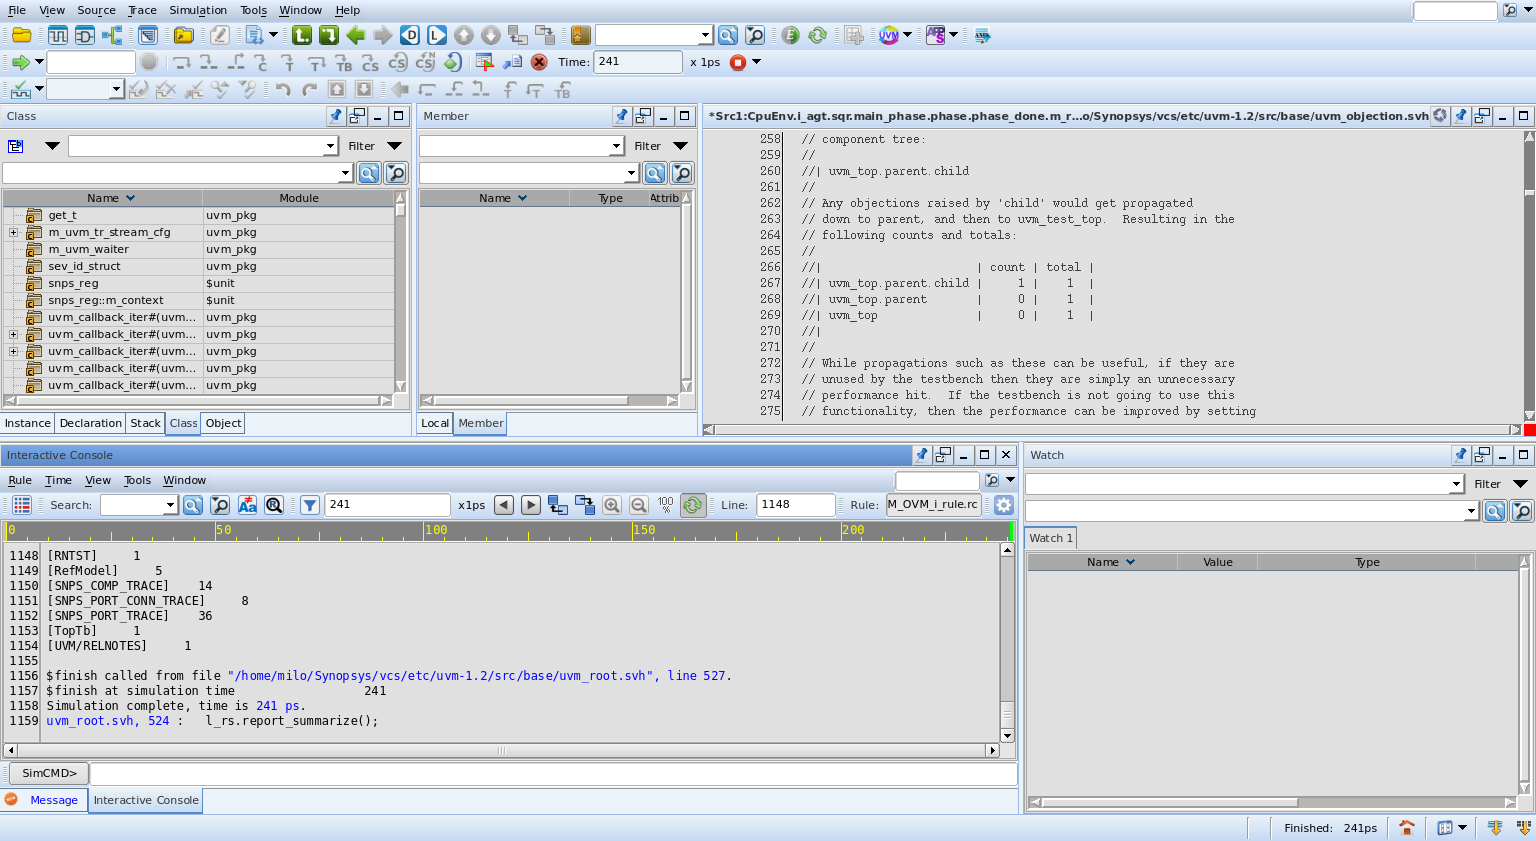 File View Source Trace Simulation Tools Window Help
Time: 241 x 1ps
Class
Filter
Name Module
get_t uvm_pkg
m_uvm_tr_stream_cfg uvm_pkg
m_uvm_waiter uvm_pkg
sev_id_struct uvm_pkg
snps_reg $unit
snps_reg::m_context $unit
uvm_callback_iter#(uvm... uvm_pkg
uvm_callback_iter#(uvm... uvm_pkg
uvm_callback_iter#(uvm... uvm_pkg
uvm_callback_iter#(uvm... uvm_pkg
uvm_callback_iter#(uvm... uvm_pkg
Instance Declaration Stack Class Object
Member
Filter
Name Type Attrib
Local Member
*Src1:CpuEnv.i_agt.sqr.main_phase.phase.phase_done.m_r...o/Synopsys/vcs/etc/uvm-1.2/src/base/uvm_objection.svh
258 // component tree:
259 //
260 //| uvm_top.parent.child
261 //
262 // Any objections raised by 'child' would get propagated
263 // down to parent, and then to uvm_test_top.  Resulting in the
264 // following counts and totals:
265 //
266 //|                      | count | total |
267 //| uvm_top.parent.child |     1 |    1  |
268 //| uvm_top.parent       |     0 |    1  |
269 //| uvm_top              |     0 |    1  |
270 //|
271 //
272 // While propagations such as these can be useful, if they are
273 // unused by the testbench then they are simply an unnecessary
274 // performance hit.  If the testbench is not going to use this
275 // functionality, then the performance can be improved by setting
Interactive Console
Rule Time View Tools Window
Search: 241 x1ps 100 % Line: 1148 Rule: M_OVM_i_rule.rc
0 50 100 150 200
1148 [RNTST]     1
1149 [RefModel]     5
1150 [SNPS_COMP_TRACE]    14
1151 [SNPS_PORT_CONN_TRACE]     8
1152 [SNPS_PORT_TRACE]    36
1153 [TopTb]     1
1154 [UVM/RELNOTES]     1
1155
1156 $finish called from file "/home/milo/Synopsys/vcs/etc/uvm-1.2/src/base/uvm_root.svh", line 527.
1157 $finish at simulation time                  241
1158 Simulation complete, time is 241 ps.
1159 uvm_root.svh, 524 :   l_rs.report_summarize();
SimCMD>
Message Interactive Console
Watch
Filter
Watch 1
Name Value Type
Finished: 241ps